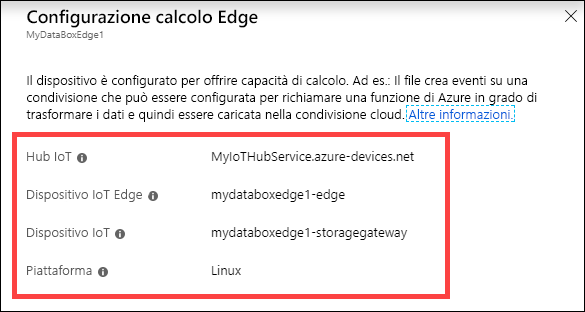 Configurazione calcolo Edge
MyDataBoxEdge1
Il dispositivo è configurato per offrire capacità di calcolo. Ad es.: Il file crea eventi su una
condivisione che può essere configurata per richiamare una funzione di Azure in grado di
trasformare i dati e quindi essere caricata nella condivisione cloud. Altre informazioni.
Hub IoT MyIoTHubService.azure-devices.net
Dispositivo IoT Edge mydataboxedge1-edge
Dispositivo IoT mydataboxedge1-storagegateway
Piattaforma Linux